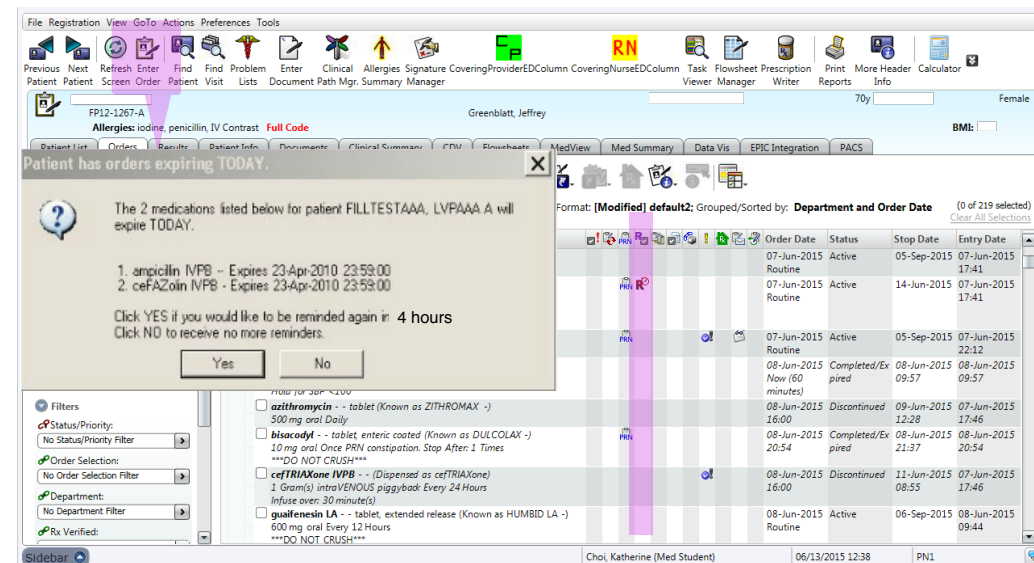 File Registration View GoTo Actions Preferences Tools
Previous Patient
Next Patient
Refresh Screen
Enter Order
Find Patient
Find Visit
Problem Lists
Enter Document
Clinical Path Mgr.
Allergies Summary
Signature Manager
CP
CoveringProviderEDColumn
RN
CoveringNurseEDColumn
Task Viewer
Flowsheet Manager
Prescription Writer
Print Reports
More Header Info
Calculator
FP12-1267-A
Greenblatt, Jeffrey
70y
Female
Allergies: iodine, penicillin, IV Contrast Full Code
BMI:
Patient List Orders Results Patient Info Documents Clinical Summary CDV Flowsheets MedView Med Summary Data Vis EPIC Integration PACS
Patient has orders expiring TODAY.
The 2 medications listed below for patient FILLTESTAAA, LVPAAA A will
expire TODAY.
1. ampicillin IVPB -- Expires 23-Apr-2010 23:59:00
2. ceFAZolin IVPB - Expires 23-Apr-2010 23:59:00
Click YES if you would like to be reminded again in 4 hours
Click NO to receive no more reminders.
Yes No
Format: [Modified] default2; Grouped/Sorted by: Department and Order Date
(0 of 219 selected)
Clear All Selections
PRN Order Date Status Stop Date Entry Date
07-Jun-2015 Active 05-Sep-2015 07-Jun-2015
Routine 17:41
PRN 07-Jun-2015 Active 14-Jun-2015 07-Jun-2015
Routine 17:41
PRN 07-Jun-2015 Active 05-Sep-2015 07-Jun-2015
Routine 22:12
08-Jun-2015 Completed/Ex 08-Jun-2015 08-Jun-2015
Now (60 pired 09:57 09:57
minutes)
Hold for SBP <100
azithromycin - - tablet (Known as ZITHROMAX -) 08-Jun-2015 Discontinued 09-Jun-2015 07-Jun-2015
500 mg oral Daily 16:00 12:28 17:46
bisacodyl - - tablet, enteric coated (Known as DULCOLAX -) PRN 08-Jun-2015 Completed/Ex 08-Jun-2015 08-Jun-2015
10 mg oral Once PRN constipation. Stop After: 1 Times 20:54 pired 21:37 20:54
***DO NOT CRUSH***
cefTRIAXone IVPB - - (Dispensed as cefTRIAXone) 08-Jun-2015 Discontinued 11-Jun-2015 07-Jun-2015
1 Gram(s) intraVENOUS piggyback Every 24 Hours 16:00 08:55 17:46
Infuse over: 30 minute(s)
guaifenesin LA - - tablet, extended release (Known as HUMBID LA -) 08-Jun-2015 Active 06-Sep-2015 08-Jun-2015
600 mg oral Every 12 Hours Routine 09:44
***DO NOT CRUSH***
Filters
Status/Priority:
No Status/Priority Filter
Order Selection:
No Order Selection Filter
Department:
No Department Filter
Rx Verified:
Sidebar
Choi, Katherine (Med Student) 06/13/2015 12:38 PN1